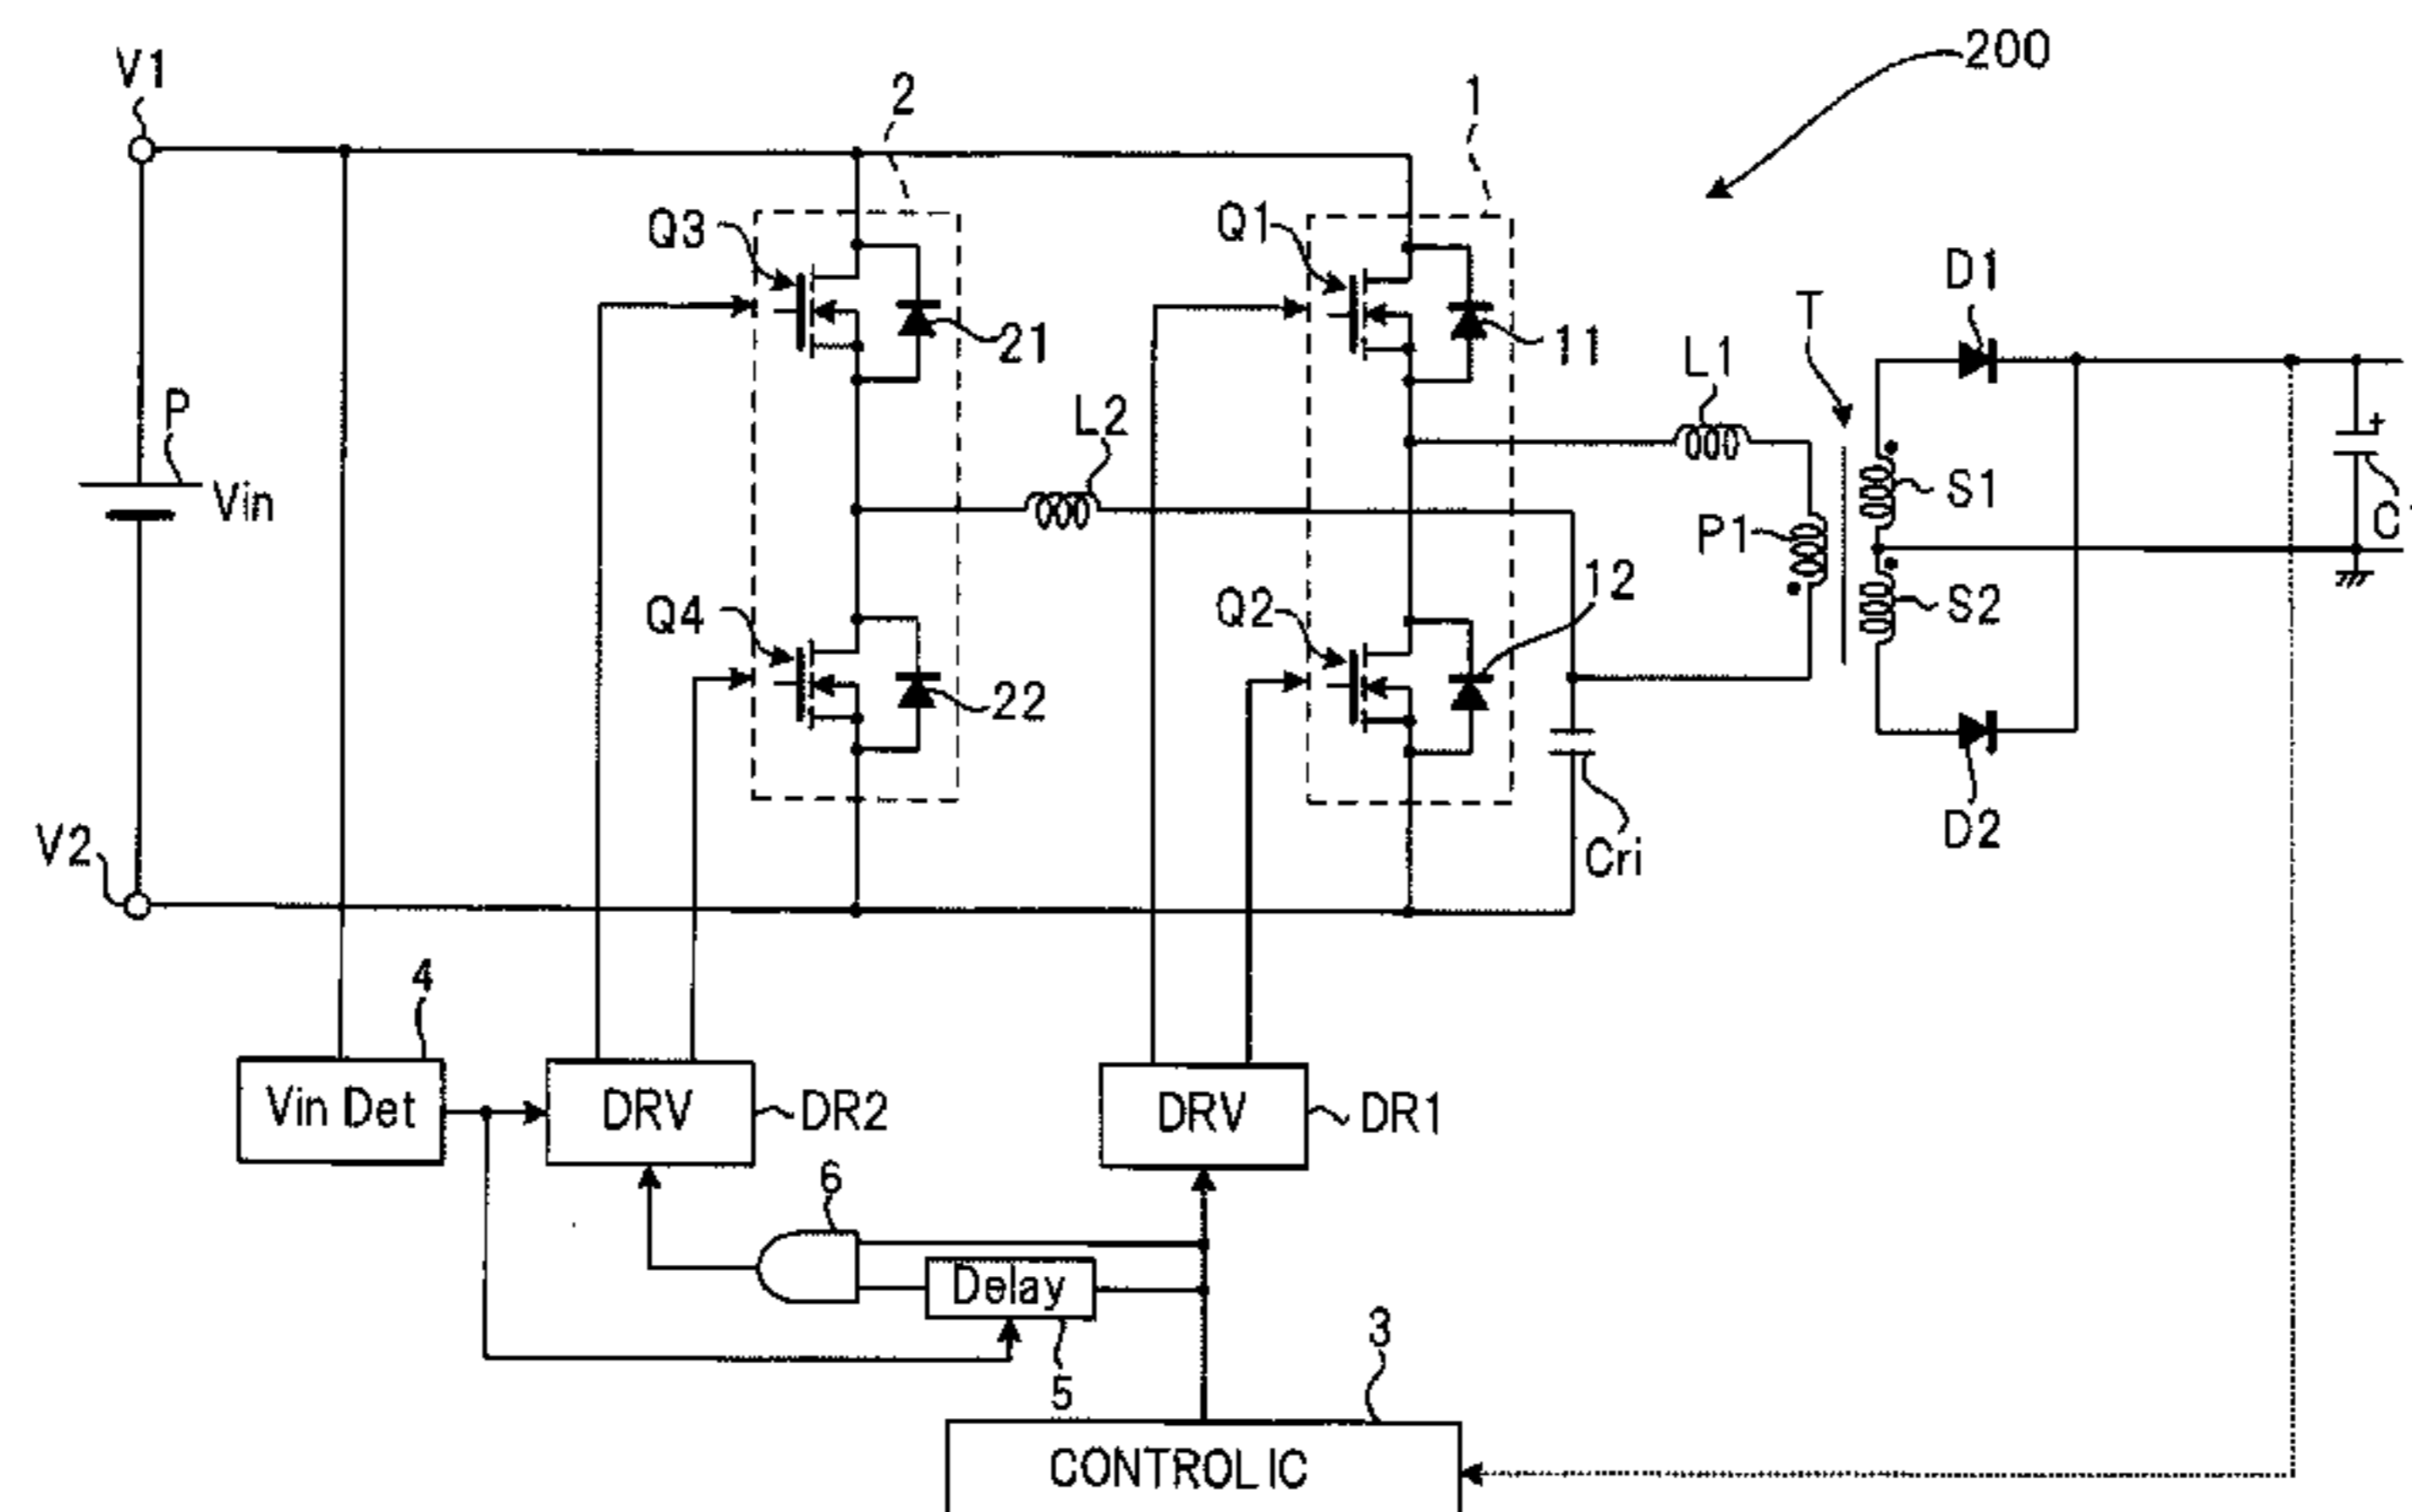 V1
2
1
200
Q3
Q1
D1
T
21
11
L1
P
Vin
L2
S1
P1
Q4
Q2
12
S2
22
V2
Cri
D2
4
Vin Det
DRV
DR2
DRV
DR1
6
Delay
5
3
CONTROL IC